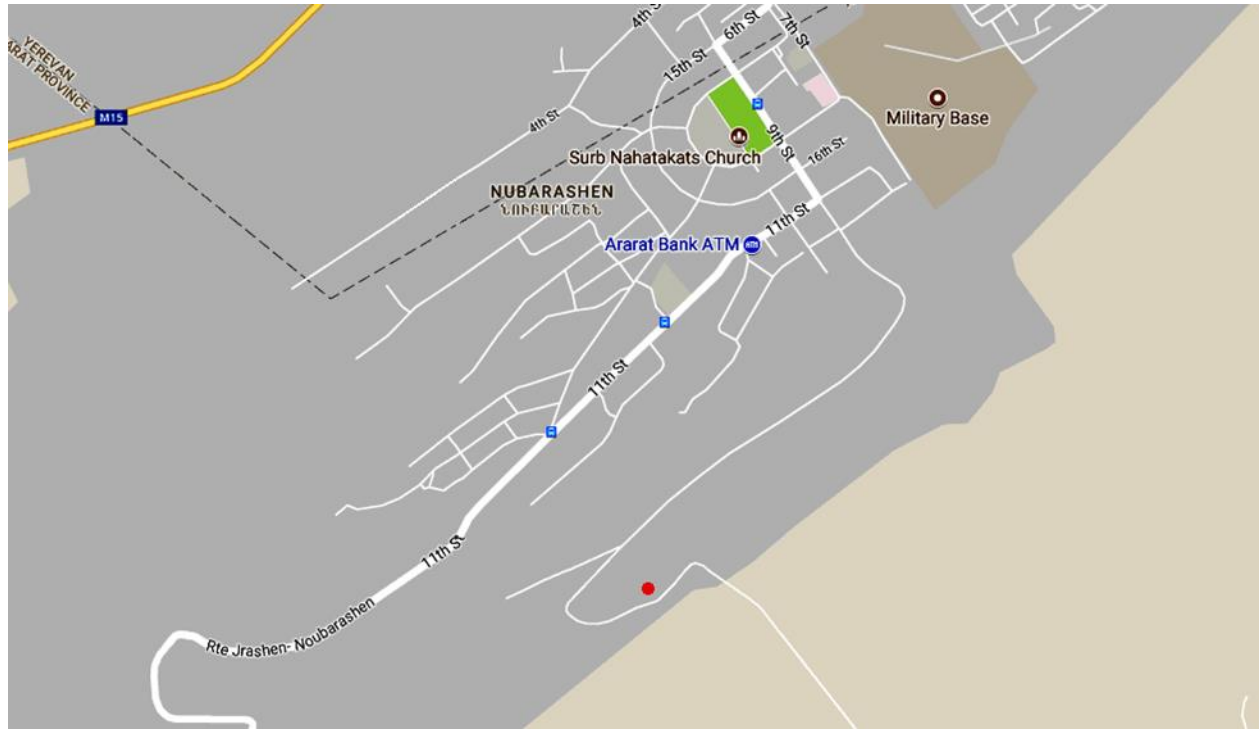 4th St
6th St
7th St
YEREVAN
ARAT PROVINCE
15th St
M15
4th St
Military Base
9th St
Surb Nahatakats Church
16th St
NUBARASHEN
ՆՈՒԲԱՐԱՇԵՆ
11th St
Ararat Bank ATM
11th St
11th St
Rte Jrashen- Noubarashen